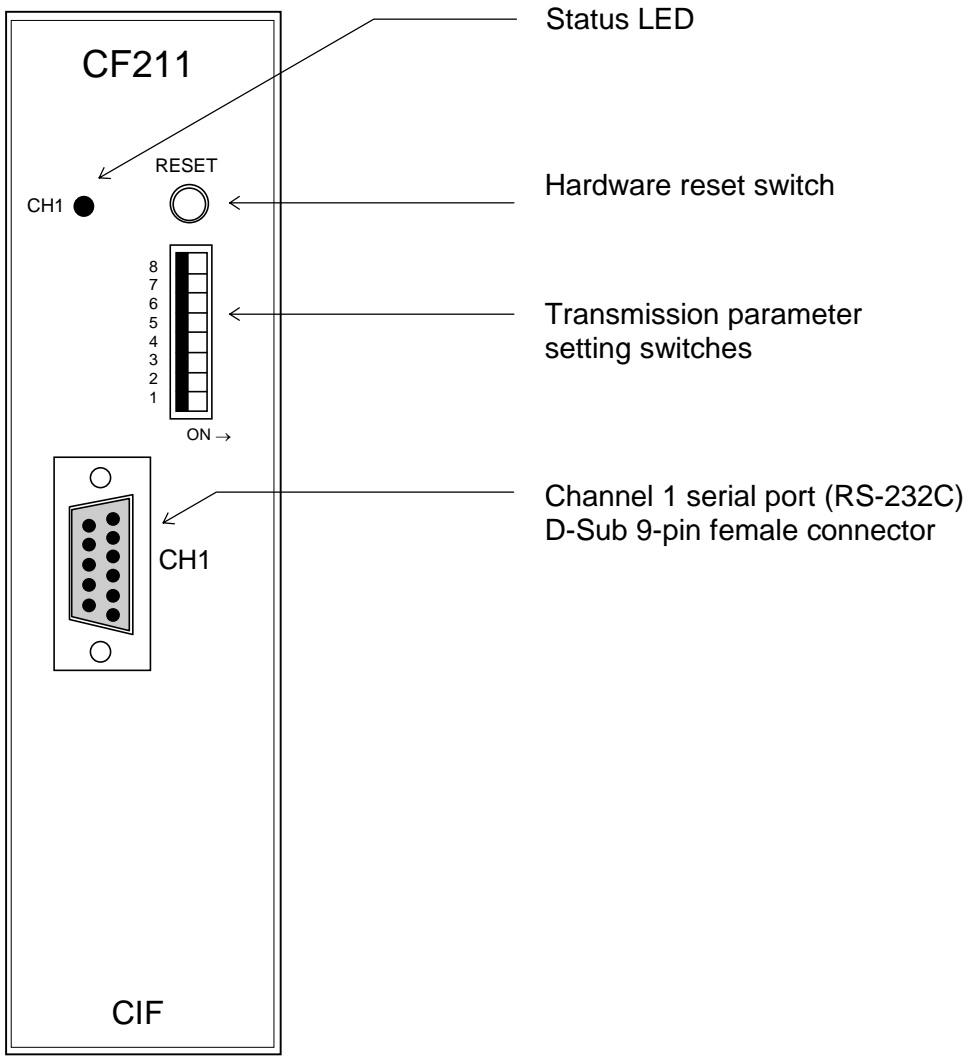 Status LED
CF211
RESET
CH1
Hardware reset switch
8
7
6
5
4
3
2
1
Transmission parameter
setting switches
ON →
Channel 1 serial port (RS-232C)
D-Sub 9-pin female connector
CH1
CIF